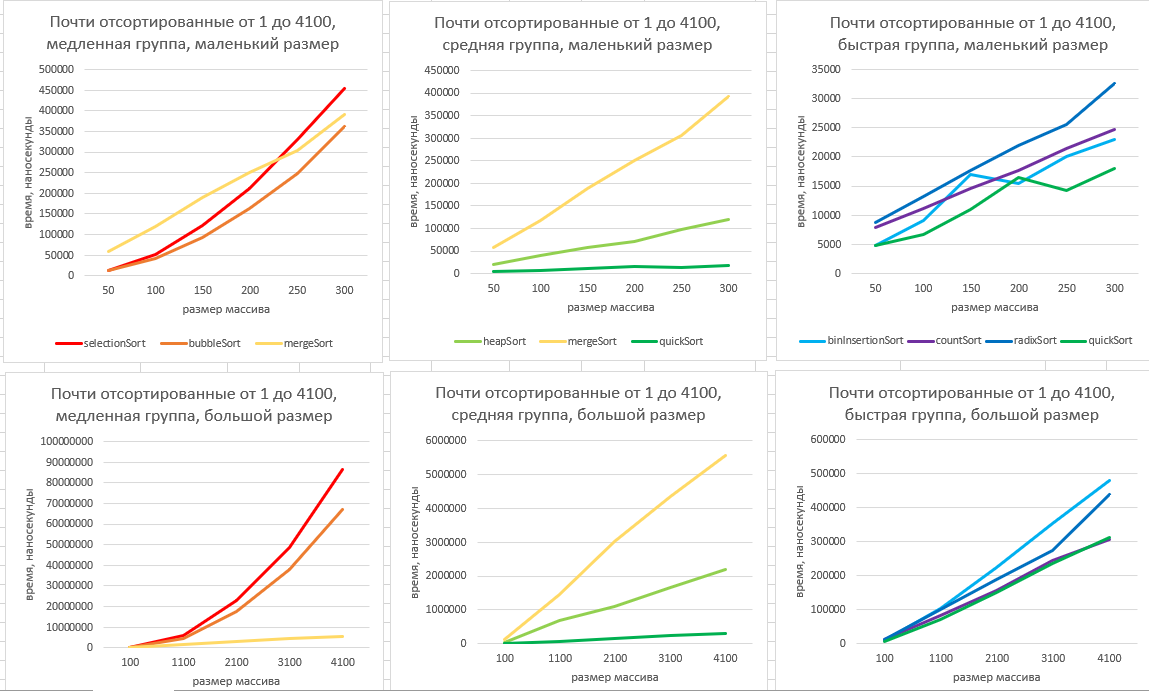 Почти отсортированные от 1 до 4100,
медленная группа, маленький размер
500000
450000
400000
350000
300000
250000
200000
150000
100000
50000
0
время, наносекунды
50 100 150 200 250 300
размер массива
selectionSort bubbleSort mergeSort
Почти отсортированные от 1 до 4100,
средняя группа, маленький размер
450000
400000
350000
300000
250000
200000
150000
100000
50000
0
время, наносекунды
50 100 150 200 250 300
размер массива
heapSort mergeSort quickSort
Почти отсортированные от 1 до 4100,
быстрая группа, маленький размер
35000
30000
25000
20000
15000
10000
5000
0
время, наносекунды
50 100 150 200 250 300
размер массива
binInsertionSort countSort radixSort quickSort
Почти отсортированные от 1 до 4100,
медленная группа, большой размер
100000000
90000000
80000000
70000000
60000000
50000000
40000000
30000000
20000000
10000000
0
время, наносекунды
100 1100 2100 3100 4100
размер массива
Почти отсортированные от 1 до 4100,
средняя группа, большой размер
6000000
5000000
4000000
3000000
2000000
1000000
0
время, наносекунды
100 1100 2100 3100 4100
размер массива
Почти отсортированные от 1 до 4100,
быстрая группа, большой размер
600000
500000
400000
300000
200000
100000
0
время, наносекунды
100 1100 2100 3100 4100
размер массива